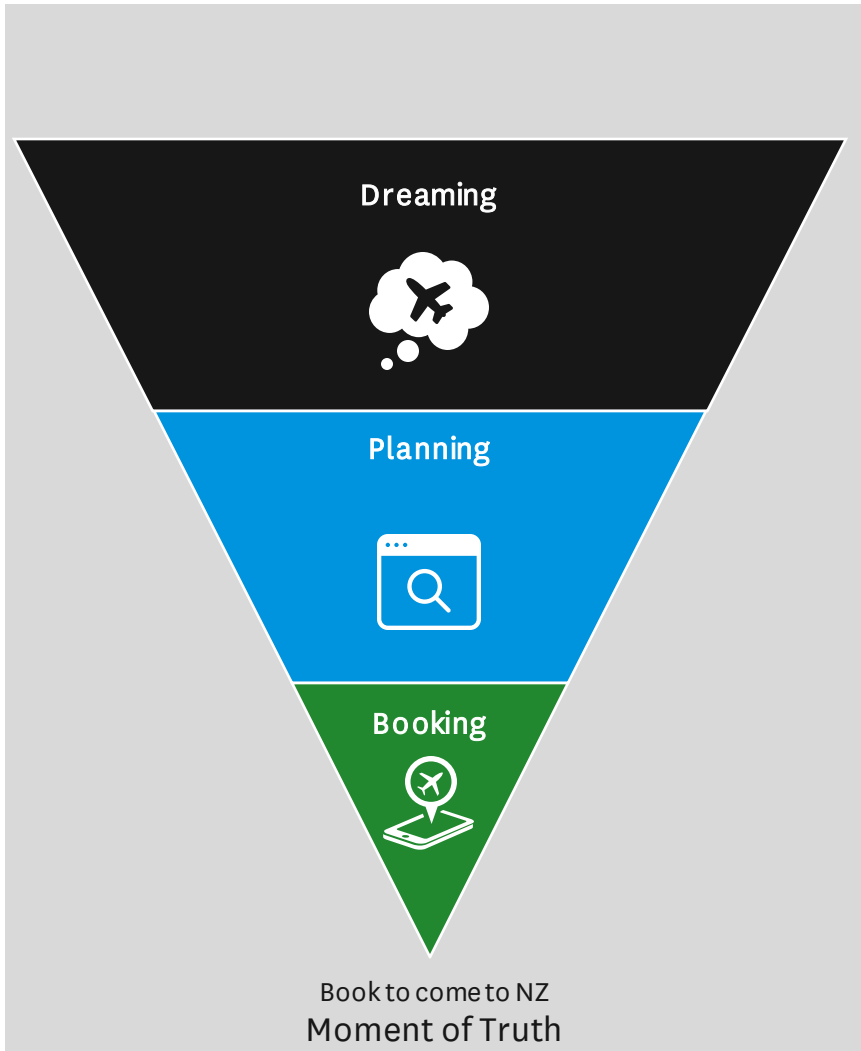 Dreaming
Planning
Booking
Book to come to NZ
Moment of Truth